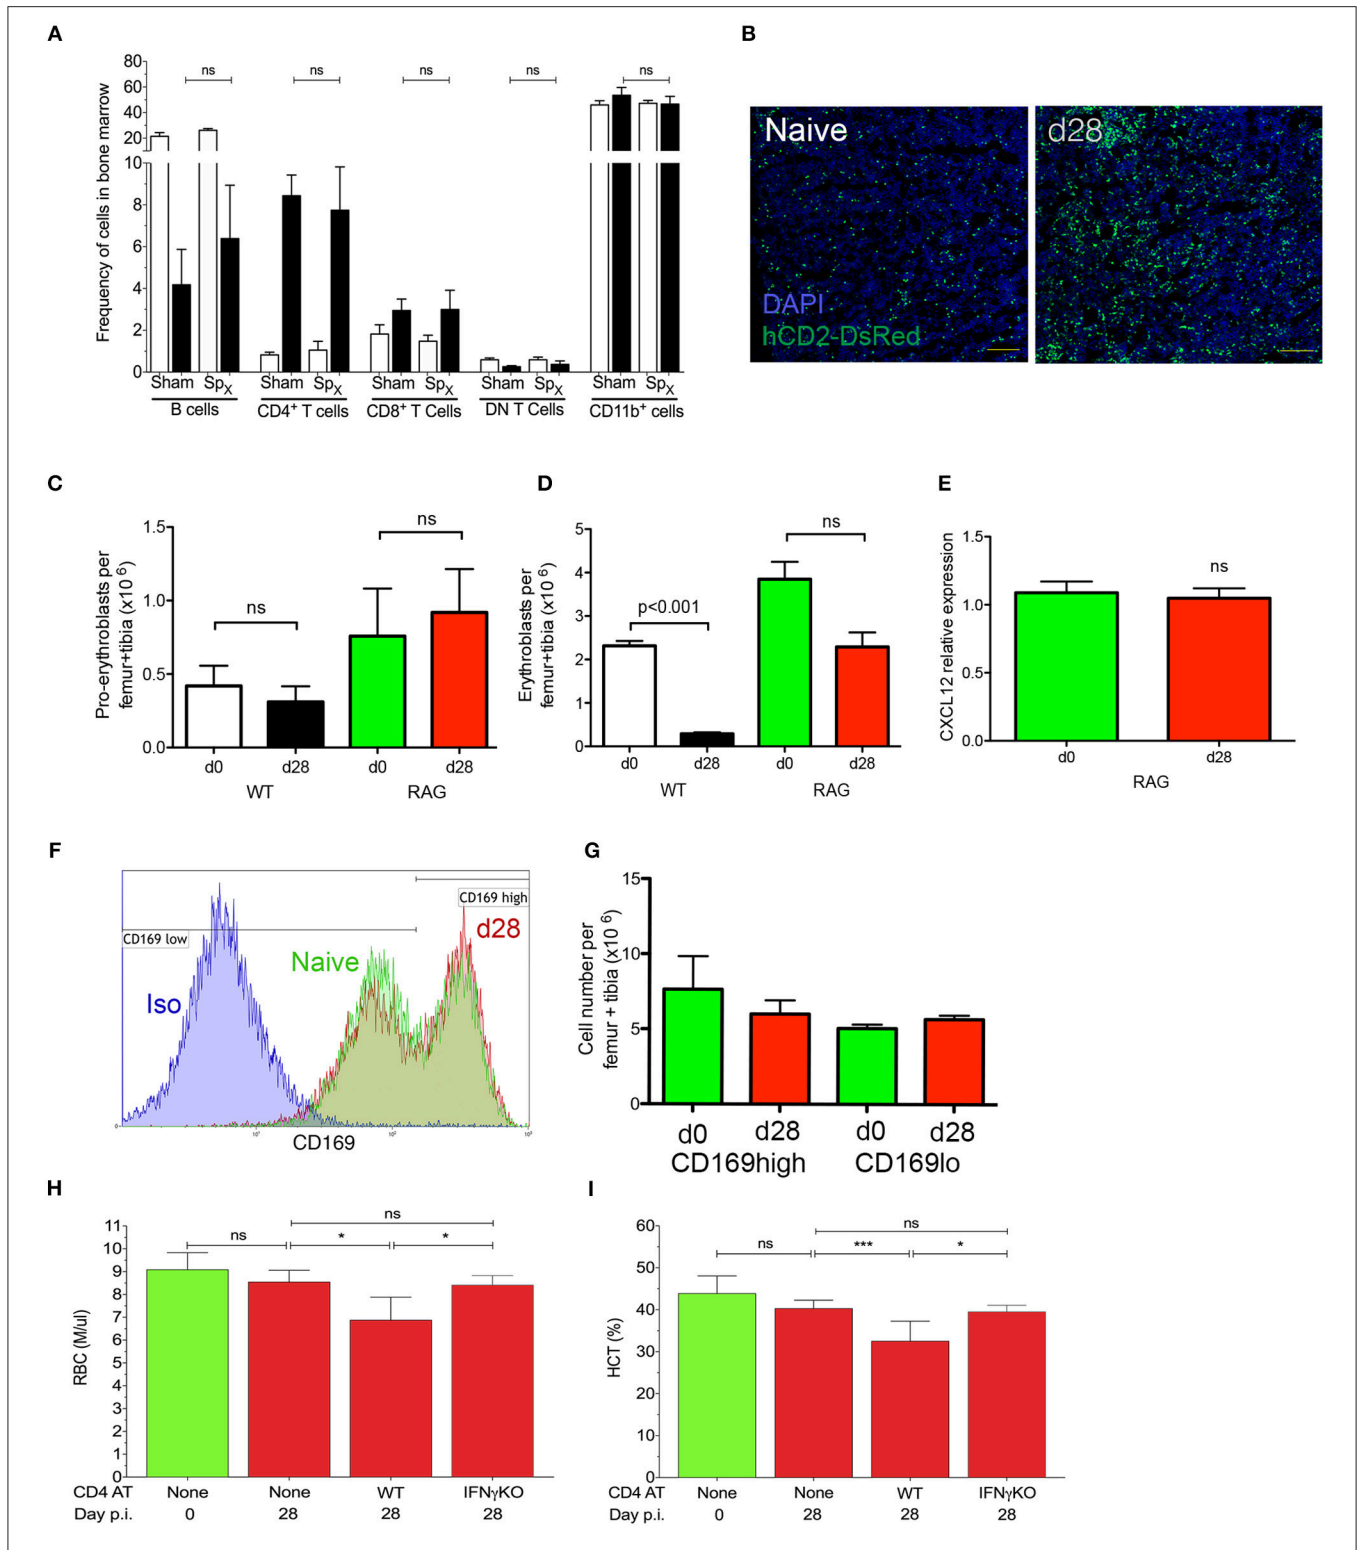 A
Frequency of cells in bone marrow
80
60
40
20
10
8
6
4
2
0
ns
ns
ns
ns
ns
Sham SpX Sham SpX Sham SpX Sham SpX Sham SpX
B cells CD4+ T cells CD8+ T Cells DN T Cells CD11b+ cells
B
Naive
d28
DAPI
hCD2-DsRed
C
Pro-erythroblasts per
femur+tibia (x10 6)
1.5
1.0
0.5
0.0
ns
ns
d0 d28 d0 d28
WT RAG
D
Erythroblasts per
femur+tibia (x10 6)
5
4
3
2
1
0
p<0.001
ns
d0 d28 d0 d28
WT RAG
E
CXCL12 relative expression
1.5
1.0
0.5
0.0
ns
d0 d28
RAG
F
CD169 high
CD169 low
d28
Naive
Iso
CD169
G
Cell number per
femur + tibia (x10 6)
15
10
5
0
d0 d28 d0 d28
CD169high CD169lo
H
RBC (M/ul)
11
10
9
8
7
6
5
4
3
2
1
0
ns
ns * *
CD4 AT None None WT IFNγKO
Day p.i. 0 28 28 28
I
HCT (%)
60
50
40
30
20
10
0
ns
ns *** *
CD4 AT None None WT IFNγKO
Day p.i. 0 28 28 28